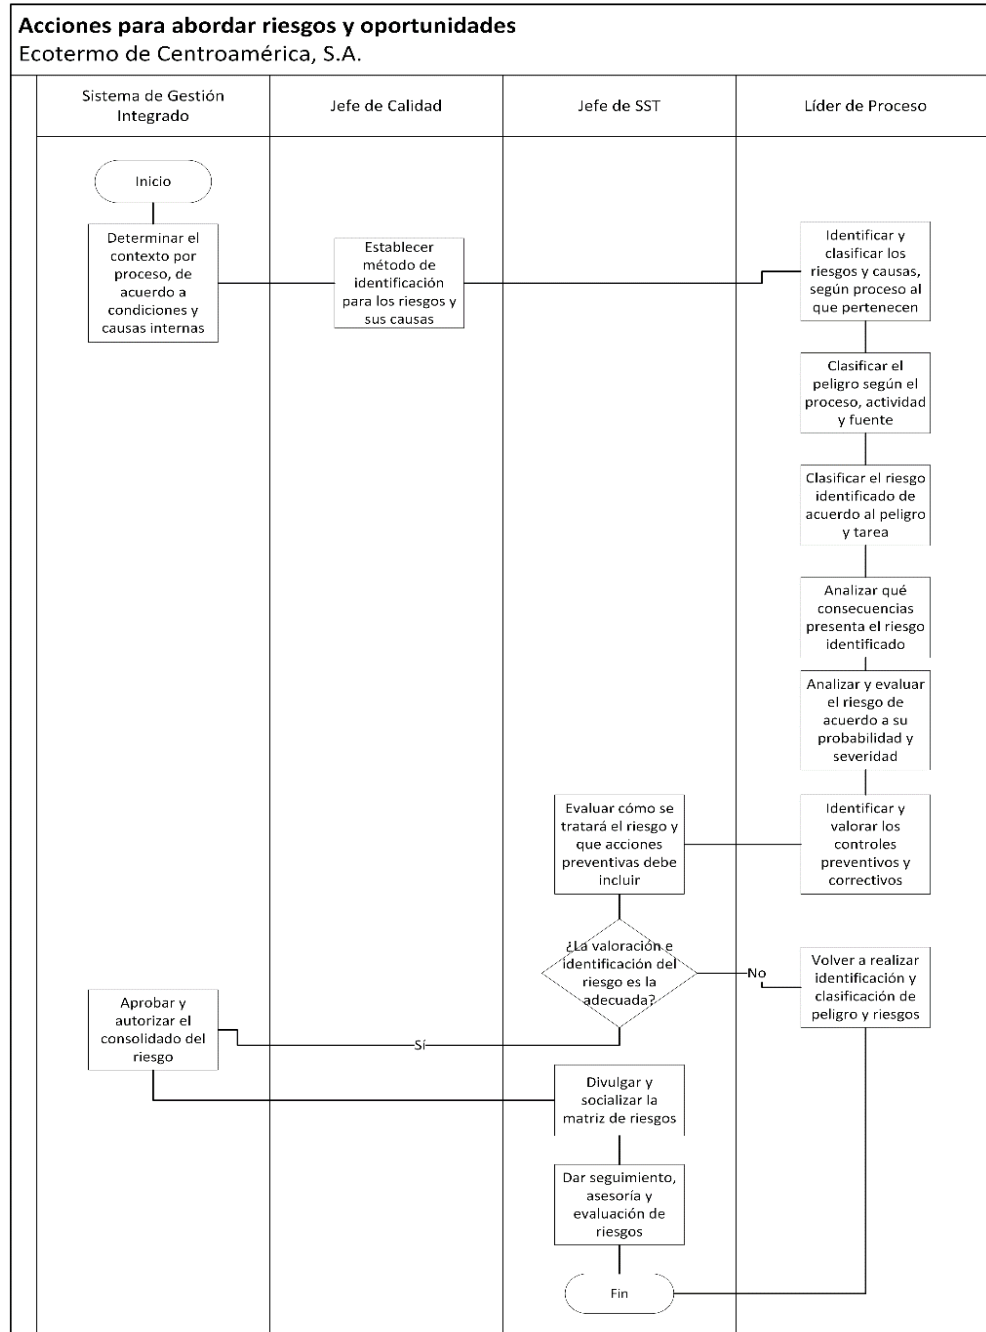 Acciones para abordar riesgos y oportunidades
Ecotermo de Centroamérica, S.A.
Sistema de Gestión
Integrado
Jefe de Calidad
Jefe de SST
Líder de Proceso
Inicio
Determinar el
contexto por
proceso, de
acuerdo a
condiciones y
causas internas
Establecer
método de
identificación
para los riesgos y
sus causas
Identificar y
clasificar los
riesgos y causas,
según proceso al
que pertenecen
Clasificar el
peligro según el
proceso, actividad
y fuente
Clasificar el riesgo
identificado de
acuerdo al peligro
y tarea
Analizar qué
consecuencias
presenta el riesgo
identificado
Analizar y evaluar
el riesgo de
acuerdo a su
probabilidad y
severidad
Identificar y
valorar los
controles
preventivos y
correctivos
Evaluar cómo se
tratará el riesgo y
que acciones
preventivas debe
incluir
¿La valoración e
identificación del
riesgo es la
adecuada?
No
Volver a realizar
identificación y
clasificación de
peligro y riesgos
Sí
Aprobar y
autorizar el
consolidado del
riesgo
Divulgar y
socializar la
matriz de riesgos
Dar seguimiento,
asesoría y
evaluación de
riesgos
Fin